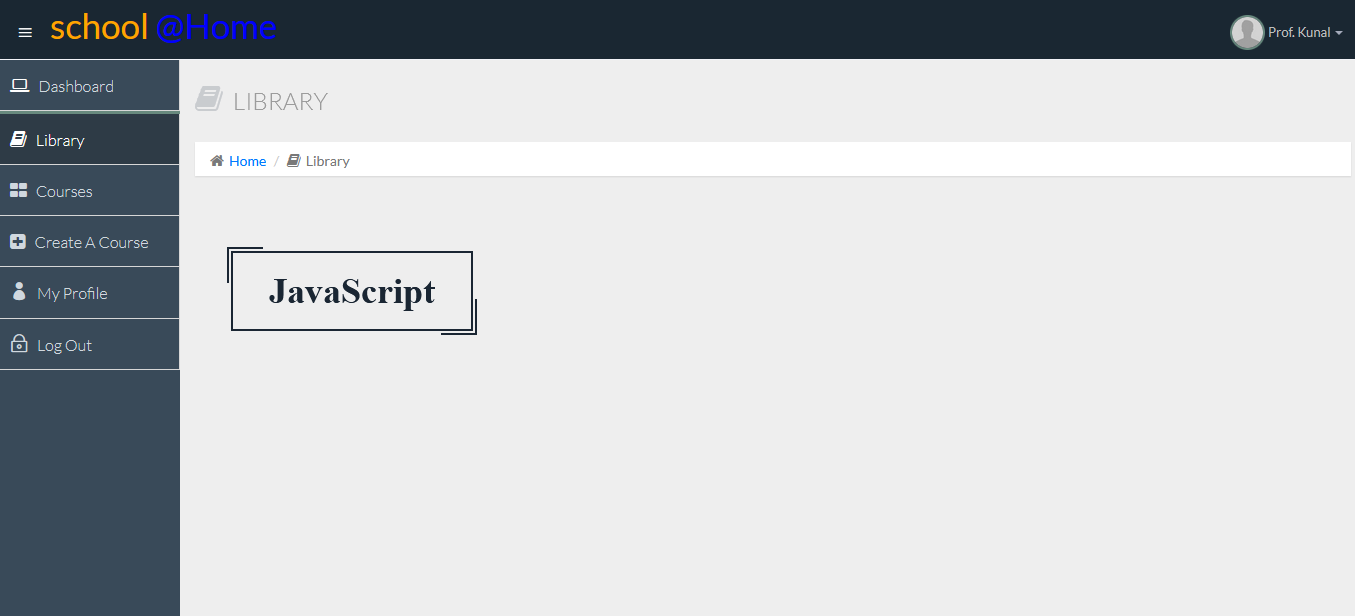 school @Home
Prof. Kunal
Dashboard
Library
Courses
Create A Course
My Profile
Log Out
LIBRARY
Home / Library
JavaScript